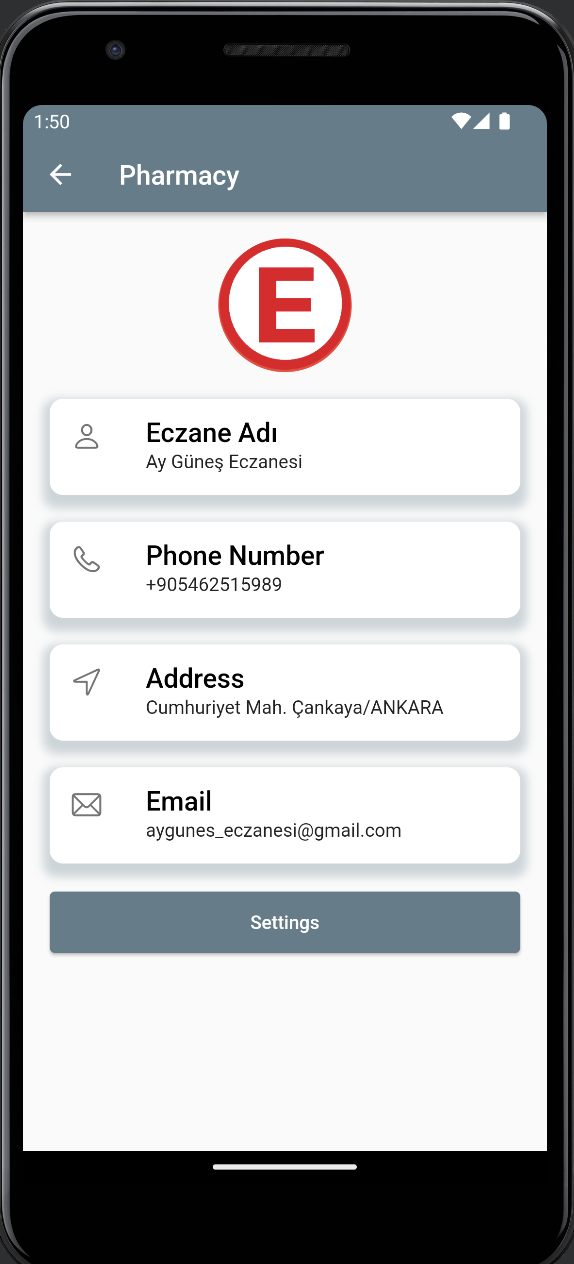 1:50
Pharmacy
E
Eczane Adı
Ay Güneş Eczanesi
Phone Number
+905462515989
Address
Cumhuriyet Mah. Çankaya/ANKARA
Email
aygunes_eczanesi@gmail.com
Settings